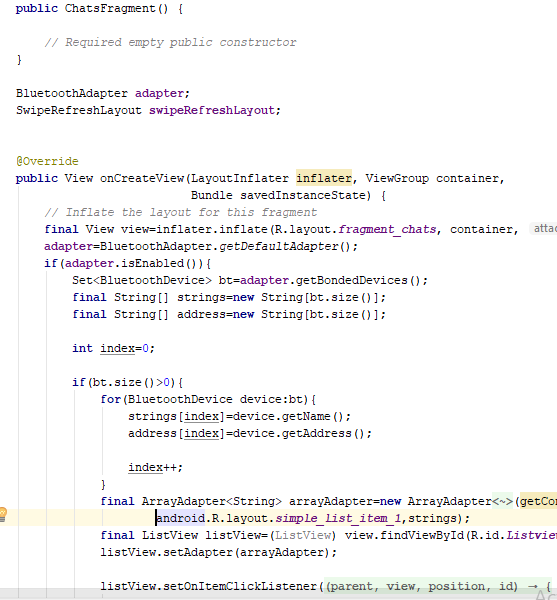 public ChatsFragment() {
// Required empty public constructor
}
BluetoothAdapter adapter;
SwipeRefreshLayout swipeRefreshLayout;
@Override
public View onCreateView(LayoutInflater inflater, ViewGroup container,
Bundle savedInstanceState) {
// Inflate the layout for this fragment
final View view=inflater.inflate(R.layout.fragment_chats, container, attac
adapter=BluetoothAdapter.getDefaultAdapter();
if(adapter.isEnabled()){
Set<BluetoothDevice> bt=adapter.getBondedDevices();
final String[] strings=new String[bt.size()];
final String[] address=new String[bt.size()];
int index=0;
if(bt.size()>0){
for(BluetoothDevice device:bt){
strings[index]=device.getName();
address[index]=device.getAddress();
index++;
}
final ArrayAdapter<String> arrayAdapter=new ArrayAdapter<~>(getCon
android.R.layout.simple_list_item_1,strings);
final ListView listView=(ListView) view.findViewById(R.id.Listview
listView.setAdapter(arrayAdapter);
listView.setOnItemClickListener((parent, view, position, id) → {